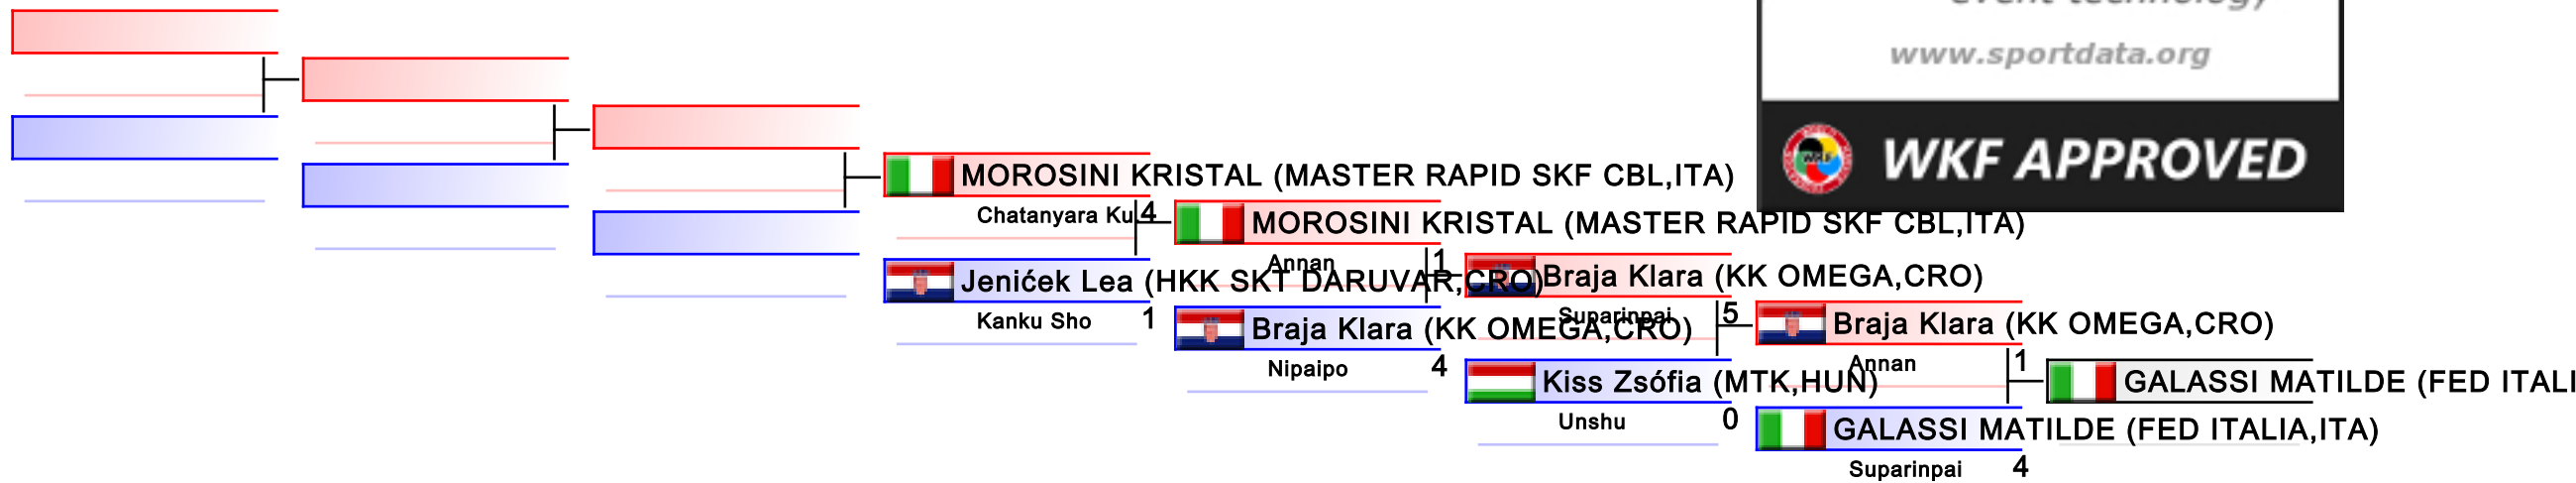 event technology
www.sportdata.org
WKF APPROVED
MOROSINI KRISTAL (MASTER RAPID SKF CBL,ITA)
Chatanyara Ku 4
MOROSINI KRISTAL (MASTER RAPID SKF CBL,ITA)
Annan 1
Jenićek Lea (HKK SKT DARUVAR,CRO)
Kanku Sho 1
Braja Klara (KK OMEGA,CRO)
Suparinpai 5
Braja Klara (KK OMEGA,CRO)
Nipaipo 4
Braja Klara (KK OMEGA,CRO)
Annan 1
Kiss Zsófia (MTK,HUN)
Unshu 0
GALASSI MATILDE (FED ITALI
GALASSI MATILDE (FED ITALIA,ITA)
Suparinpai 4